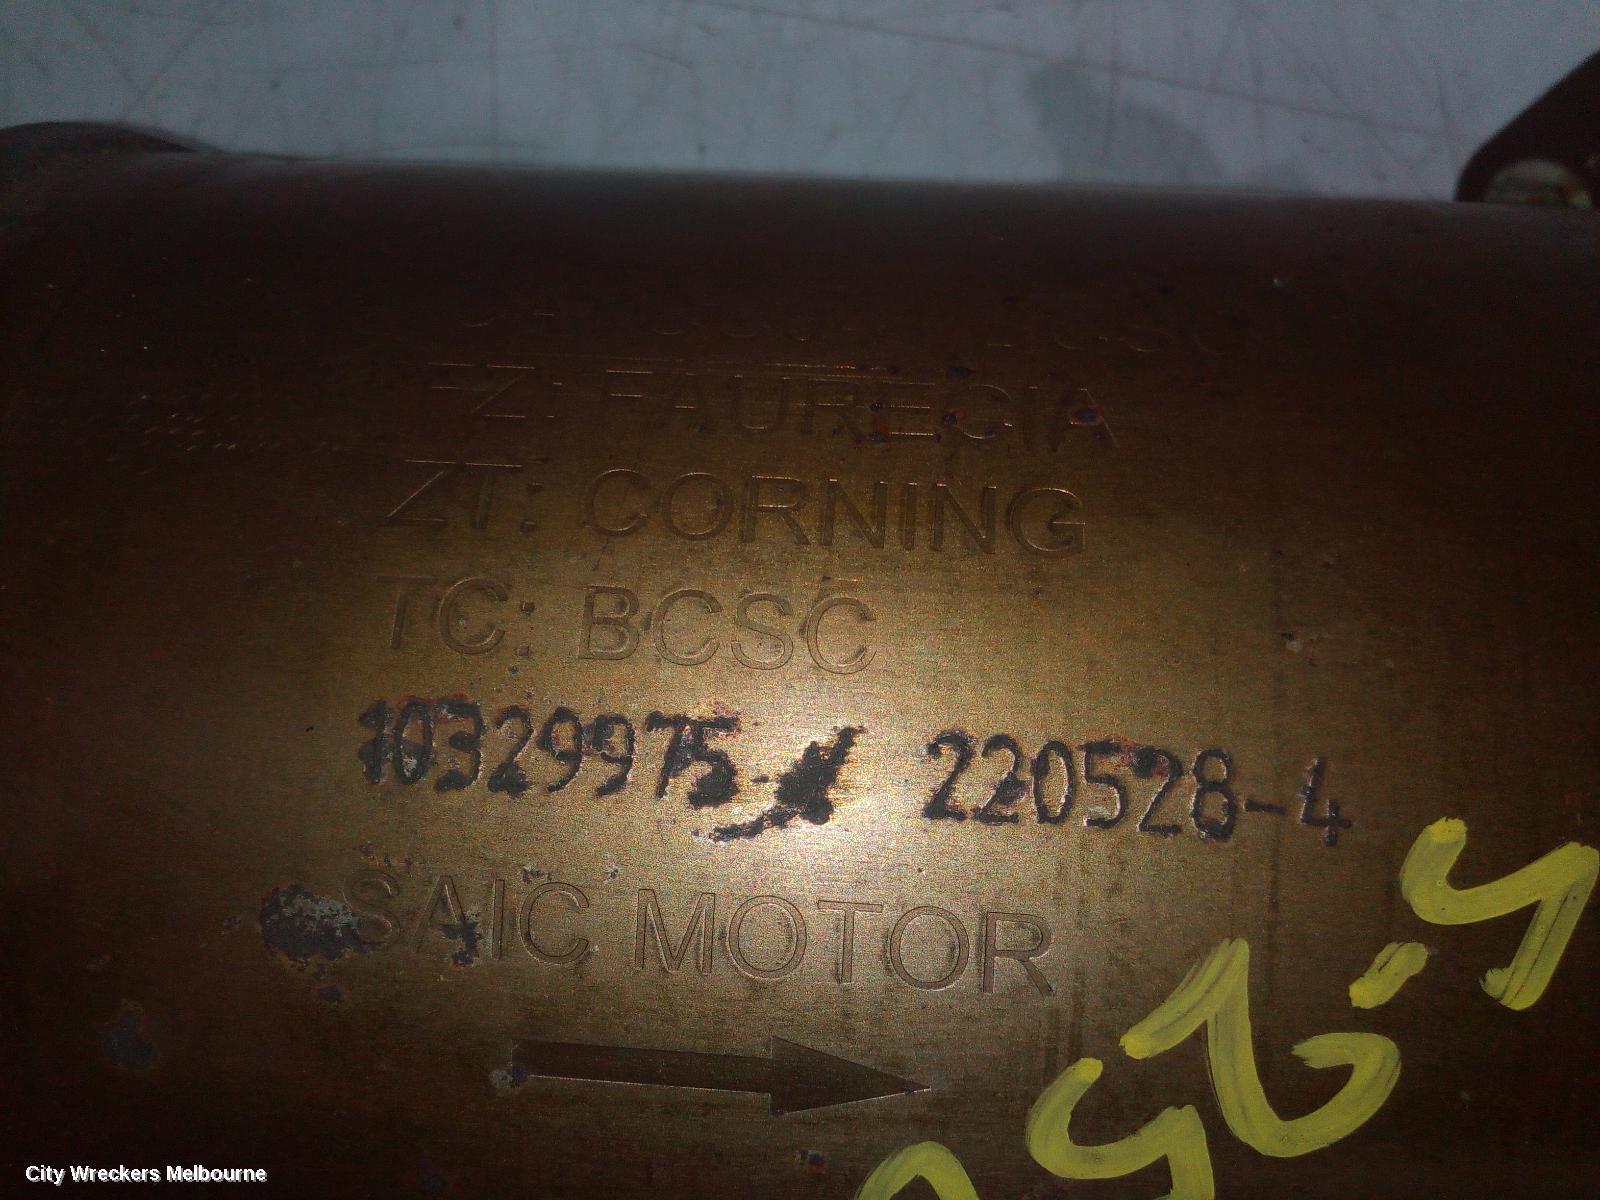 FZ: FAURECIA
ZT: CORNING
TC: BCSC
10329975 220528-4
SAIC MOTOR
City Wreckers Melbourne